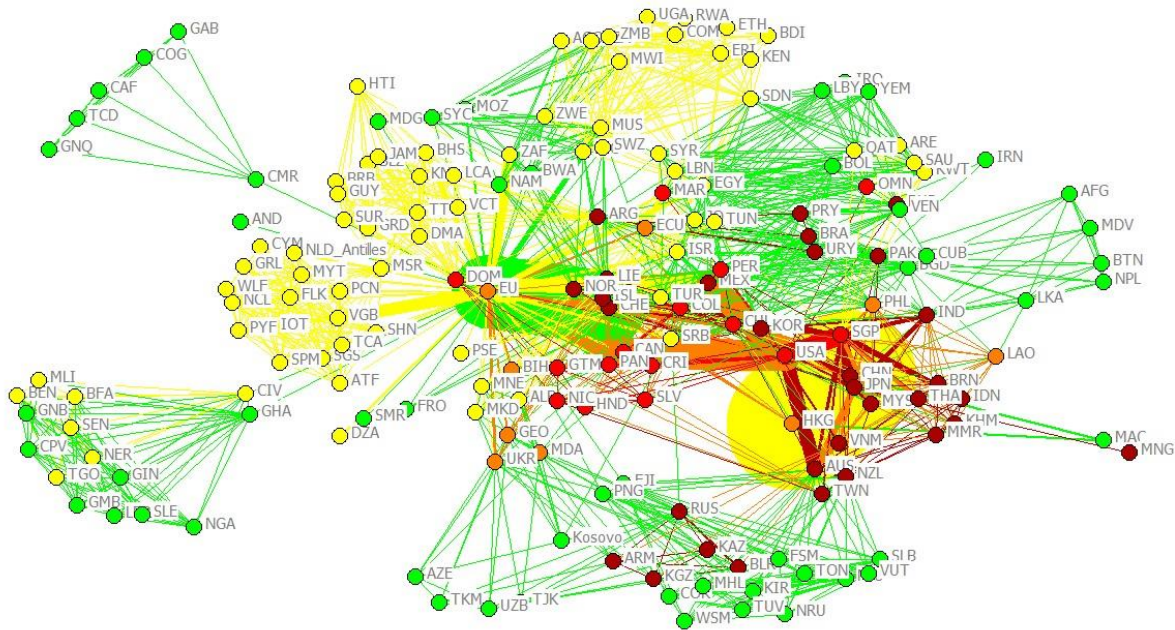 GAB
COG
CAF
TCD
GNQ
CMR
AND
HTI
MDG
JAM
BHS
BRB
GUY
LCA
TTO
VCT
SUR
GRD
DMA
CYM
NLD_Antilles
GRL
MYT
MSR
WLF
NCL
FLK
PCN
PYF
IOT
VGB
SHN
TCA
SPM
SGS
ATF
DZA
SMR
FRO
PSE
MNE
MKD
ALB
BIH
GEO
MDA
UKR
UGA
RWA
ZMB
COM
ETH
BDI
ERI
KEN
MWI
SDN
MOZ
SYC
ZWE
MUS
SWZ
ZAF
NAM
BWA
SYR
LBN
EGY
MAR
TUN
ISR
ARG
ECU
LBY
IRQ
YEM
QAT
ARE
SAU
KWT
BOL
OMN
VEN
IRN
PRY
BRA
URY
PAK
CUB
BGD
AFG
MDV
BTN
NPL
LKA
DOM
EU
LIE
NOR
ISL
CHE
PER
MEX
TUR
COL
CHL
KOR
SRB
PHL
IND
LAO
SGP
USA
CAN
PAN
CRI
GTM
NIC
HND
SLV
CHN
JPN
MYS
BRN
THA
IDN
KHM
MMR
MAC
MNG
HKG
VNM
AUS
NZL
TWN
MLI
BEN
BFA
GNB
SEN
CPV
NER
TGO
GIN
GMB
SLE
NGA
CIV
GHA
FJI
PNG
Kosovo
RUS
ARM
KAZ
BLR
KGZ
AZE
TKM
UZB
TJK
MHL
COK
WSM
KIR
TUV
NRU
FSM
TON
SLB
VUT